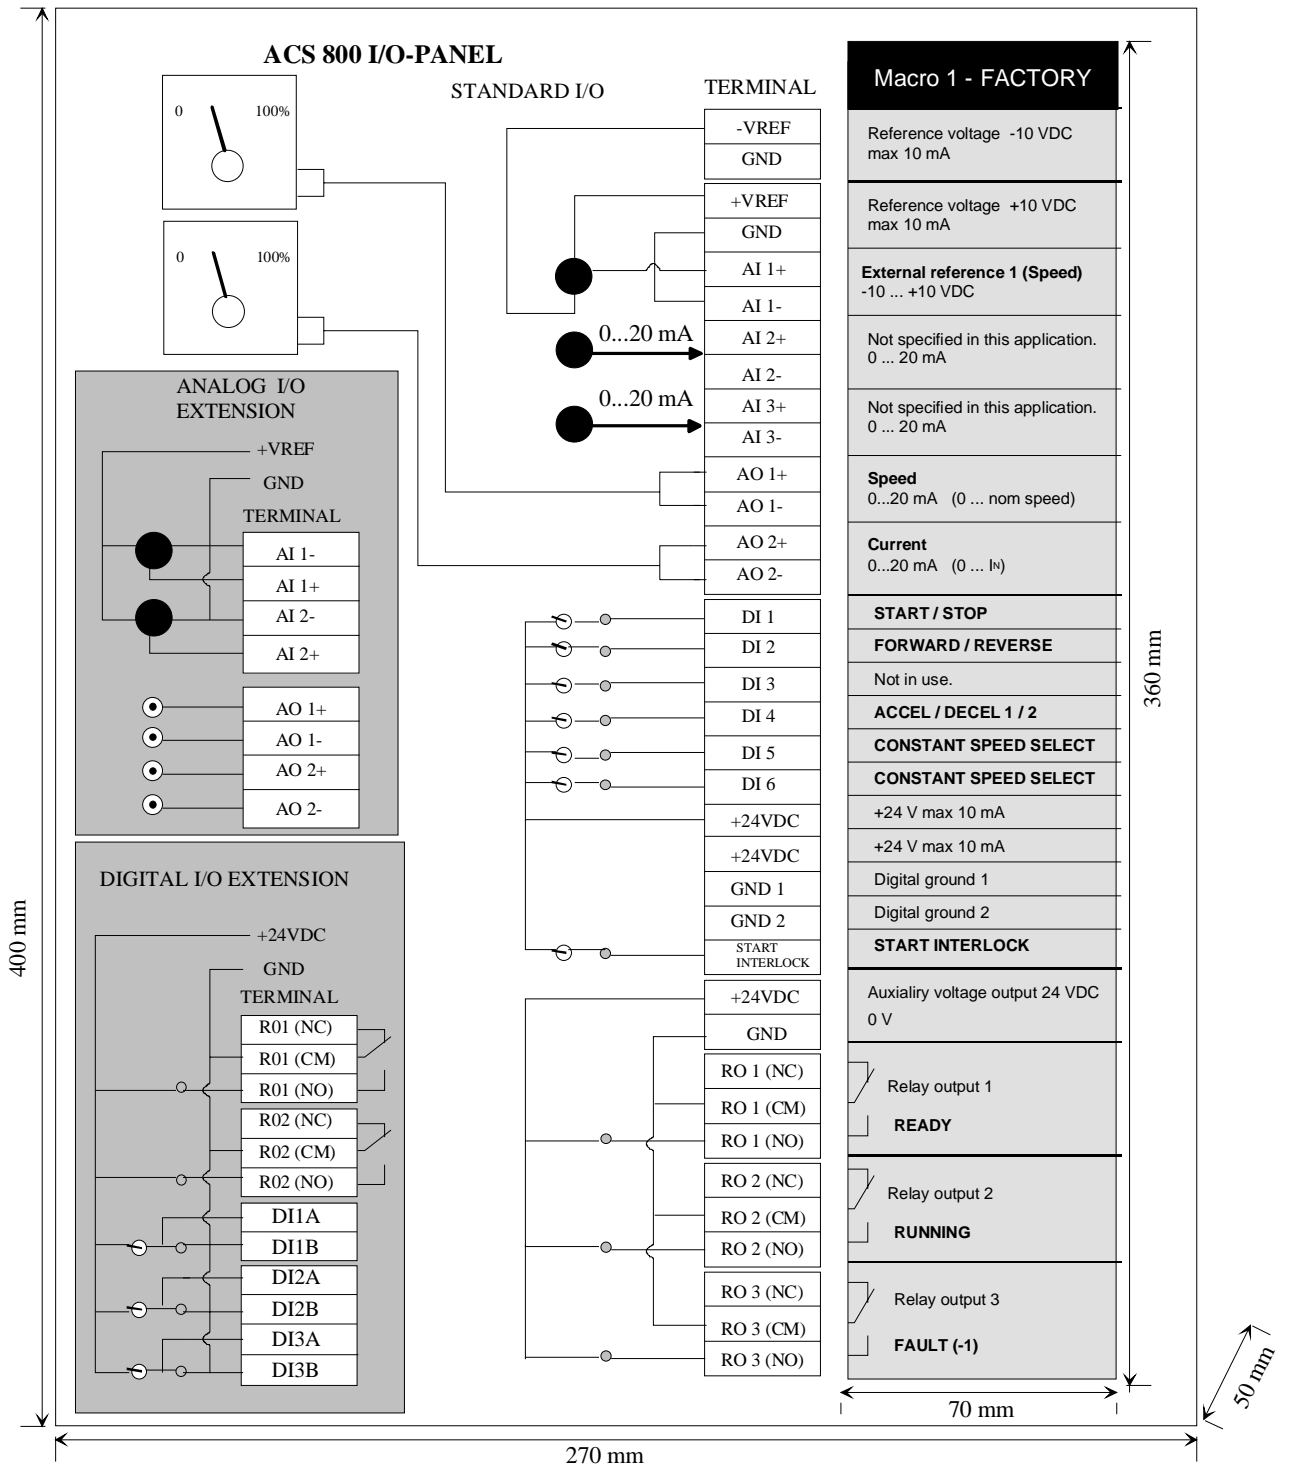 ACS 800 I/O-PANEL
0 100%
0 100%
STANDARD I/O
TERMINAL
-VREF
GND
+VREF
GND
AI 1+
AI 1-
0...20 mA
AI 2+
AI 2-
0...20 mA
AI 3+
AI 3-
AO 1+
AO 1-
AO 2+
AO 2-
DI 1
DI 2
DI 3
DI 4
DI 5
DI 6
+24VDC
+24VDC
GND 1
GND 2
START
INTERLOCK
+24VDC
GND
RO 1 (NC)
RO 1 (CM)
RO 1 (NO)
RO 2 (NC)
RO 2 (CM)
RO 2 (NO)
RO 3 (NC)
RO 3 (CM)
RO 3 (NO)
Macro 1 - FACTORY
Reference voltage -10 VDC
max 10 mA
Reference voltage +10 VDC
max 10 mA
External reference 1 (Speed)
-10 ... +10 VDC
Not specified in this application.
0 ... 20 mA
Not specified in this application.
0 ... 20 mA
Speed
0...20 mA (0 ... nom speed)
Current
0...20 mA (0 ... IN)
START / STOP
FORWARD / REVERSE
Not in use.
ACCEL / DECEL 1 / 2
CONSTANT SPEED SELECT
CONSTANT SPEED SELECT
+24 V max 10 mA
+24 V max 10 mA
Digital ground 1
Digital ground 2
START INTERLOCK
Auxialiry voltage output 24 VDC
0 V
Relay output 1
READY
Relay output 2
RUNNING
Relay output 3
FAULT (-1)
ANALOG I/O
EXTENSION
+VREF
GND
TERMINAL
AI 1-
AI 1+
AI 2-
AI 2+
AO 1+
AO 1-
AO 2+
AO 2-
DIGITAL I/O EXTENSION
+24VDC
GND
TERMINAL
R01 (NC)
R01 (CM)
R01 (NO)
R02 (NC)
R02 (CM)
R02 (NO)
DI1A
DI1B
DI2A
DI2B
DI3A
DI3B
400 mm
360 mm
50 mm
70 mm
270 mm